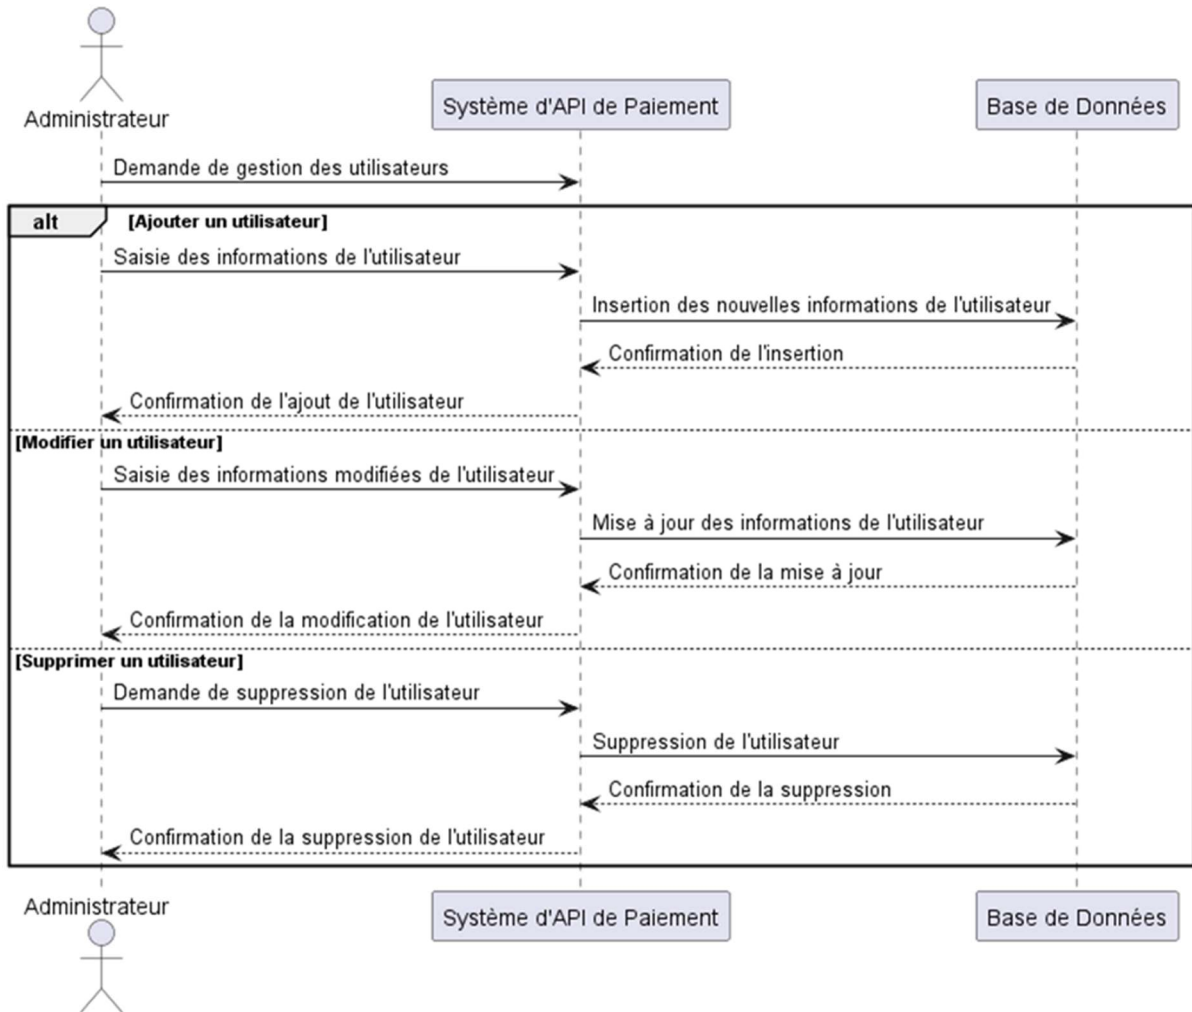 Administrateur
Système d'API de Paiement
Base de Données
Demande de gestion des utilisateurs
alt
[Ajouter un utilisateur]
Saisie des informations de l'utilisateur
Insertion des nouvelles informations de l'utilisateur
Confirmation de l'insertion
Confirmation de l'ajout de l'utilisateur
[Modifier un utilisateur]
Saisie des informations modifiées de l'utilisateur
Mise à jour des informations de l'utilisateur
Confirmation de la mise à jour
Confirmation de la modification de l'utilisateur
[Supprimer un utilisateur]
Demande de suppression de l'utilisateur
Suppression de l'utilisateur
Confirmation de la suppression
Confirmation de la suppression de l'utilisateur
Administrateur
Système d'API de Paiement
Base de Données